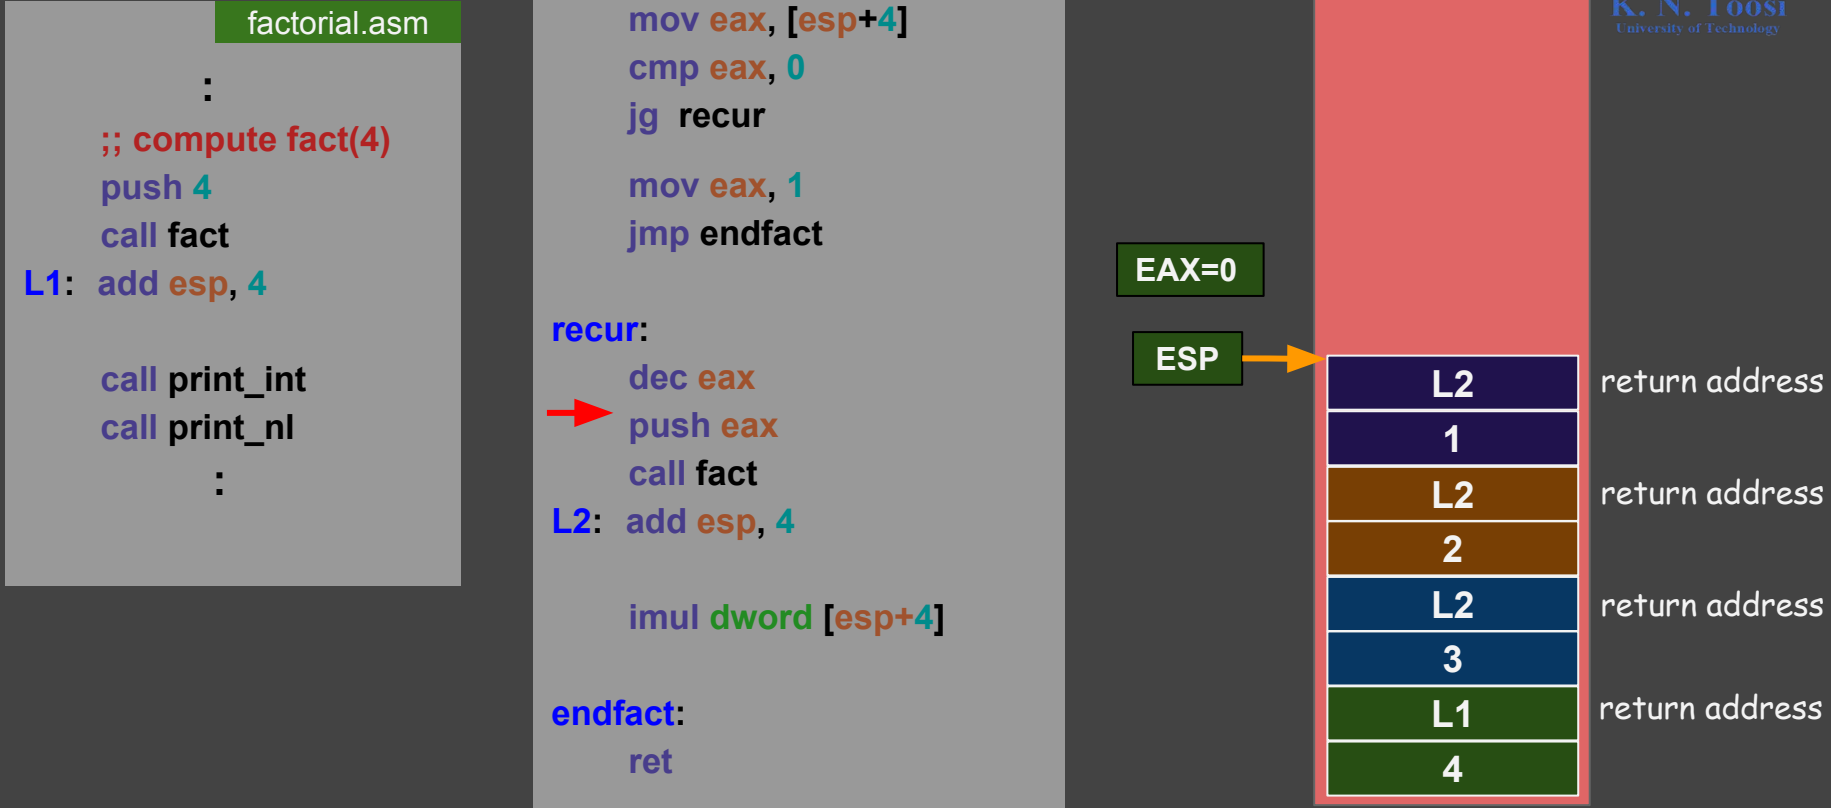 factorial.asm
:
;; compute fact(4)
push 4
call fact
L1: add esp, 4
call print_int
call print_nl
:
mov eax, [esp+4]
cmp eax, 0
jg recur
mov eax, 1
jmp endfact
recur:
dec eax
push eax
call fact
L2: add esp, 4
imul dword [esp+4]
endfact:
ret
K. N. Toosi
University of Technology
EAX=0
ESP
L2 return address
1
L2 return address
2
L2 return address
3
L1 return address
4